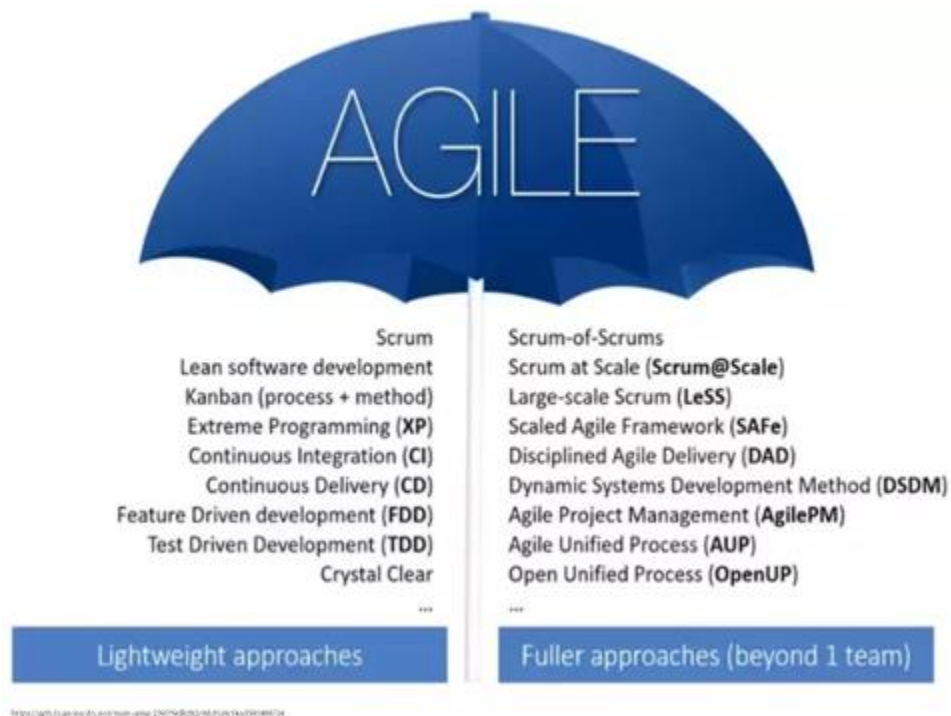 AGILE
Scrum
Lean software development
Kanban (process + method)
Extreme Programming (XP)
Continuous Integration (CI)
Continuous Delivery (CD)
Feature Driven development (FDD)
Test Driven Development (TDD)
Crystal Clear
...
Lightweight approaches
Scrum-of-Scrums
Scrum at Scale (Scrum@Scale)
Large-scale Scrum (LeSS)
Scaled Agile Framework (SAFe)
Disciplined Agile Delivery (DAD)
Dynamic Systems Development Method (DSDM)
Agile Project Management (AgilePM)
Agile Unified Process (AUP)
Open Unified Process (OpenUP)
...
Fuller approaches (beyond 1 team)